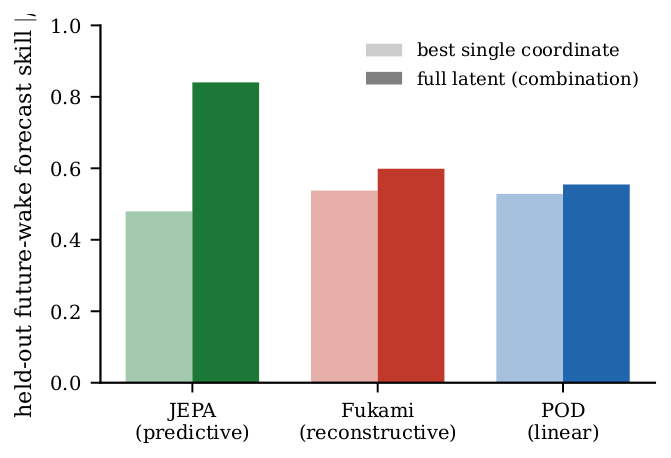 held-out future-wake forecast skill
1.0
0.8
0.6
0.4
0.2
0.0
best single coordinate
full latent (combination)
JEPA
(predictive)
Fukami
(reconstructive)
POD
(linear)